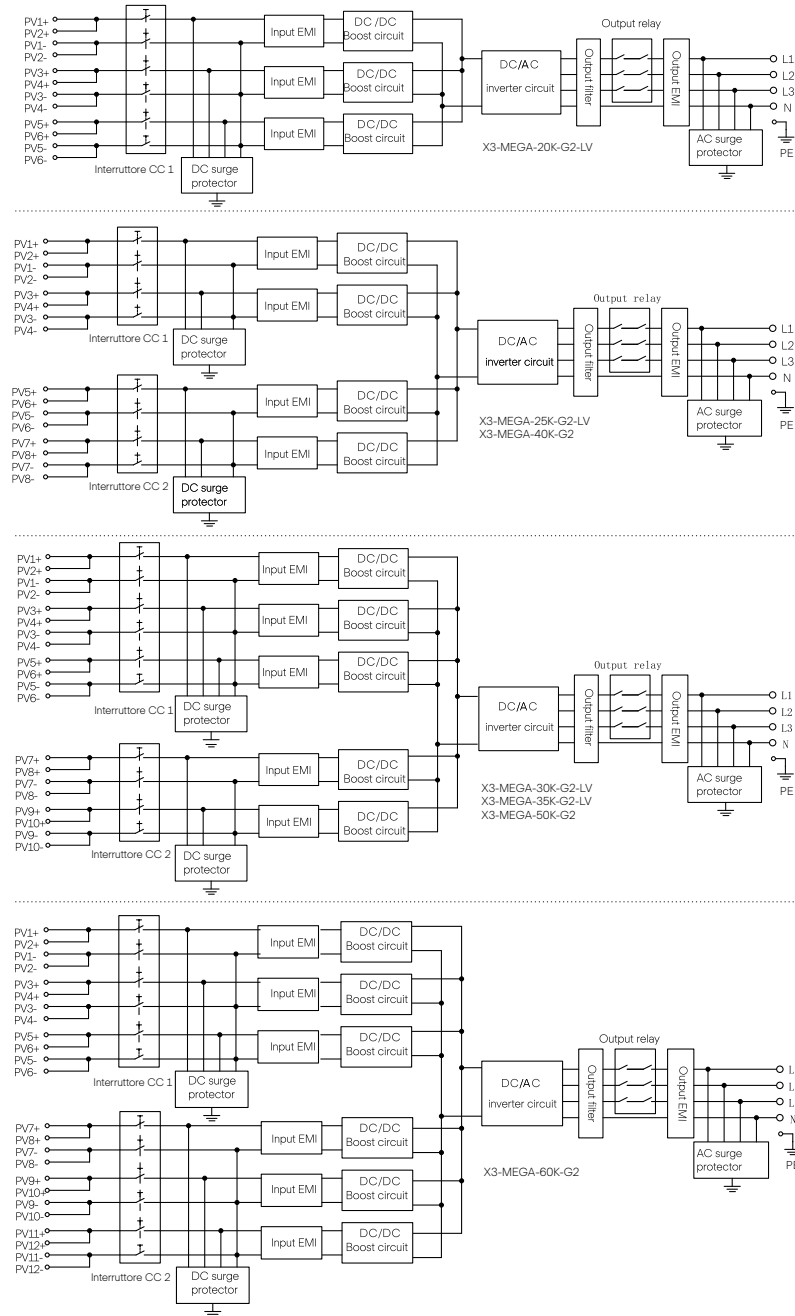 PV1+
PV2+
PV1-
PV2-
PV3+
PV4+
PV3-
PV4-
PV5+
PV6+
PV5-
PV6-
Interruttore CC 1
DC surge
protector
Input EMI
Input EMI
Input EMI
DC /DC
Boost circuit
DC/DC
Boost circuit
DC/DC
Boost circuit
DC/AC
inverter circuit
X3-MEGA-20K-G2-LV
Output filter
Output relay
Output EMI
AC surge
protector
L1
L2
L3
N
PE
PV1+
PV2+
PV1-
PV2-
PV3+
PV4+
PV3-
PV4-
Interruttore CC 1
DC surge
protector
PV5+
PV6+
PV5-
PV6-
PV7+
PV8+
PV7-
PV8-
Interruttore CC 2
DC surge
protector
Input EMI
Input EMI
Input EMI
Input EMI
DC/DC
Boost circuit
DC/DC
Boost circuit
DC/DC
Boost circuit
DC/DC
Boost circuit
DC/AC
inverter circuit
X3-MEGA-25K-G2-LV
X3-MEGA-40K-G2
Output filter
Output relay
Output EMI
AC surge
protector
L1
L2
L3
N
PE
PV1+
PV2+
PV1-
PV2-
PV3+
PV4+
PV3-
PV4-
PV5+
PV6+
PV5-
PV6-
Interruttore CC 1
DC surge
protector
PV7+
PV8+
PV7-
PV8-
PV9+
PV10+
PV9-
PV10-
Interruttore CC 2
DC surge
protector
Input EMI
Input EMI
Input EMI
Input EMI
Input EMI
DC/DC
Boost circuit
DC/DC
Boost circuit
DC/DC
Boost circuit
DC/DC
Boost circuit
DC/DC
Boost circuit
DC/AC
inverter circuit
X3-MEGA-30K-G2-LV
X3-MEGA-35K-G2-LV
X3-MEGA-50K-G2
Output filter
Output relay
Output EMI
AC surge
protector
L1
L2
L3
N
PE
PV1+
PV2+
PV1-
PV2-
PV3+
PV4+
PV3-
PV4-
PV5+
PV6+
PV5-
PV6-
Interruttore CC 1
DC surge
protector
PV7+
PV8+
PV7-
PV8-
PV9+
PV10+
PV9-
PV10-
PV11+
PV12+
PV11-
PV12-
Interruttore CC 2
DC surge
protector
Input EMI
Input EMI
Input EMI
Input EMI
Input EMI
Input EMI
DC/DC
Boost circuit
DC/DC
Boost circuit
DC/DC
Boost circuit
DC/DC
Boost circuit
DC/DC
Boost circuit
DC/DC
Boost circuit
DC/AC
inverter circuit
X3-MEGA-60K-G2
Output filter
Output relay
Output EMI
AC surge
protector